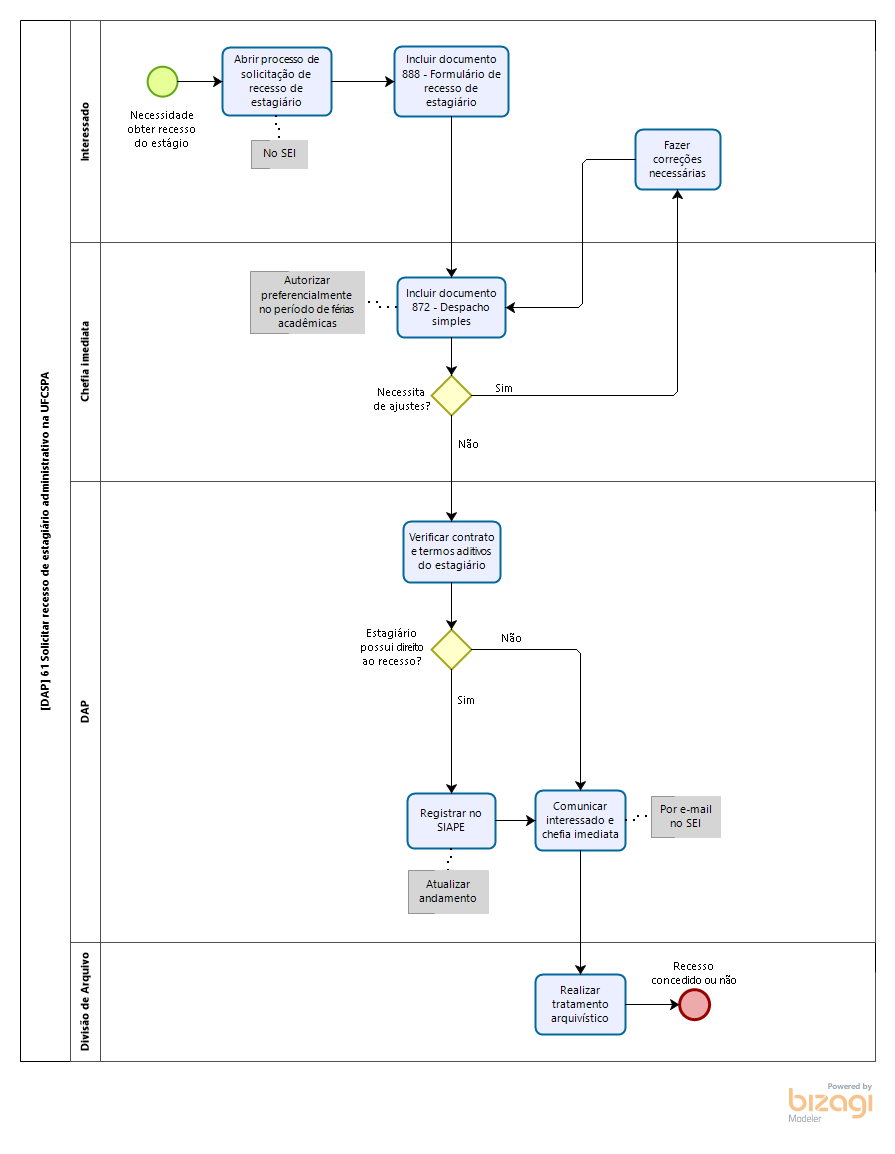 [DAP] 61 Solicitar recesso de estagiário administrativo na UFCSPA
Interessado
Necessidade
obter recesso
do estágio
Abrir processo de
solicitação de
recesso de
estagiário
No SEI
Incluir documento
888 - Formulário de
recesso de
estagiário
Fazer
correções
necessárias
Chefia imediata
Autorizar
preferencialmente
no período de férias
acadêmicas
Incluir documento
872 - Despacho
simples
Necessita
de ajustes?
Sim
Não
DAP
Verificar contrato
e termos aditivos
do estagiário
Estagiário
possui direito
ao recesso?
Não
Sim
Registrar no
SIAPE
Atualizar
andamento
Comunicar
interessado e
chefia imediata
Por e-mail
no SEI
Divisão de Arquivo
Realizar
tratamento
arquivístico
Recesso
concedido ou não
Powered by
bizagi
Modeler